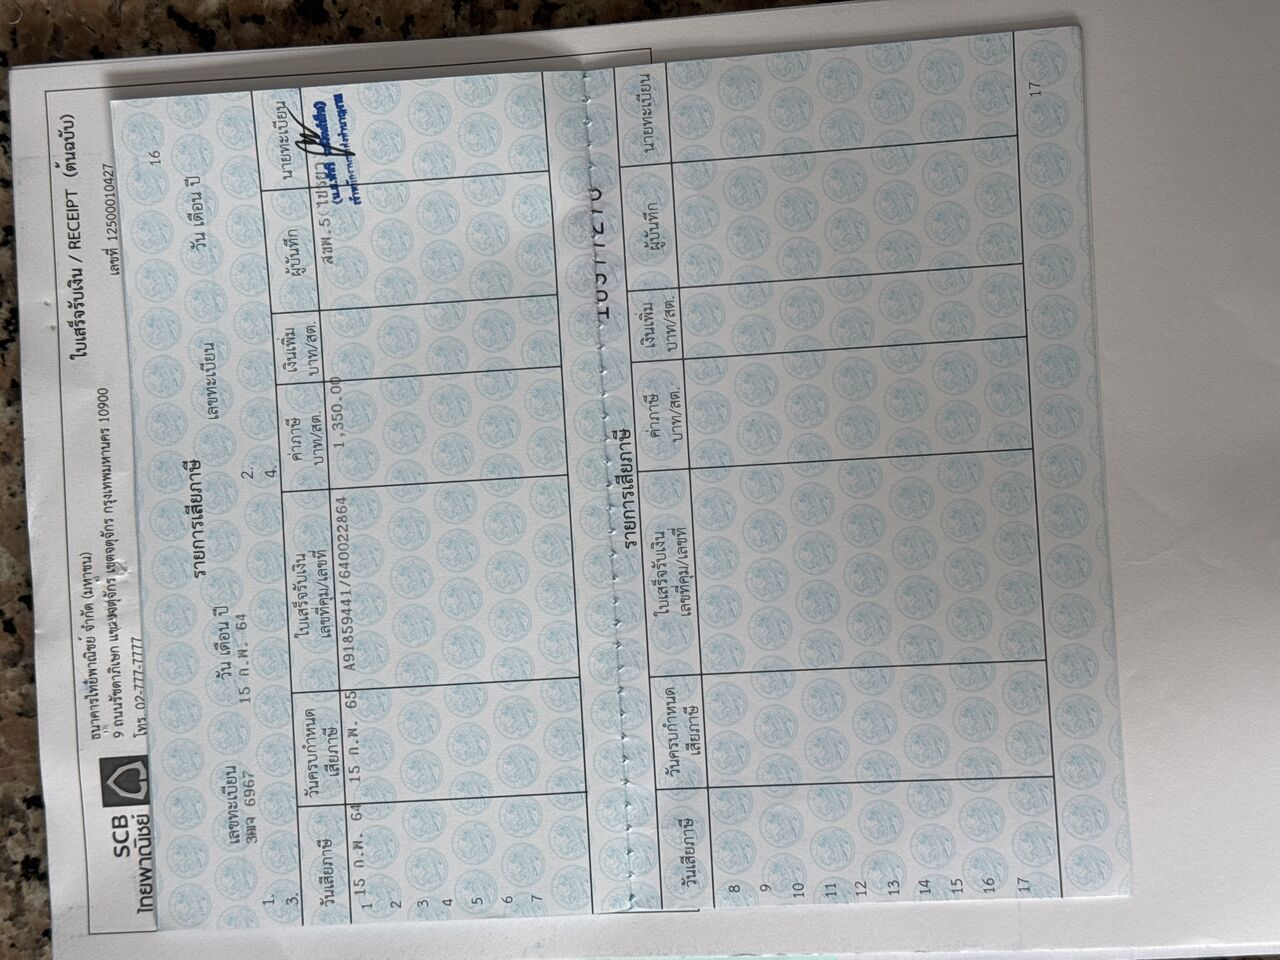 ใบเสร็จรับเงิน / RECEIPT (ต้นฉบับ)
ธนาคารไทยพาณิชย์ จำกัด (มหาชน)
9 ถนนรัชดาภิเษก แขวงจตุจักร เขตจตุจักร กรุงเทพมหานคร 10900
โทร. 02-777-7777
เลขที่ 12500010427
SCB
ไทยพาณิชย์
16
รายการเสียภาษี
เลขทะเบียน วัน เดือน ปี เลขทะเบียน วัน เดือน ปี
1. 6967 15 ก.พ. 64 2.
3. 4.
วันเสียภาษี วันครบกำหนดเสียภาษี ใบเสร็จรับเงิน เลขที่คุม/เลขที่ ค่าภาษี บาท/สต. เงินเพิ่ม บาท/สต. ผู้บันทึก นายทะเบียน
1 15 ก.พ. 64 15 ก.พ. 65 A91859441/640022864 1,350.00 สขพ.5
2
3
4
5
6
7
รายการเสียภาษี
วันเสียภาษี วันครบกำหนดเสียภาษี ใบเสร็จรับเงิน เลขที่คุม/เลขที่ ค่าภาษี บาท/สต. เงินเพิ่ม บาท/สต. ผู้บันทึก นายทะเบียน
8
9
10
11
12
13
14
15
16
17
17